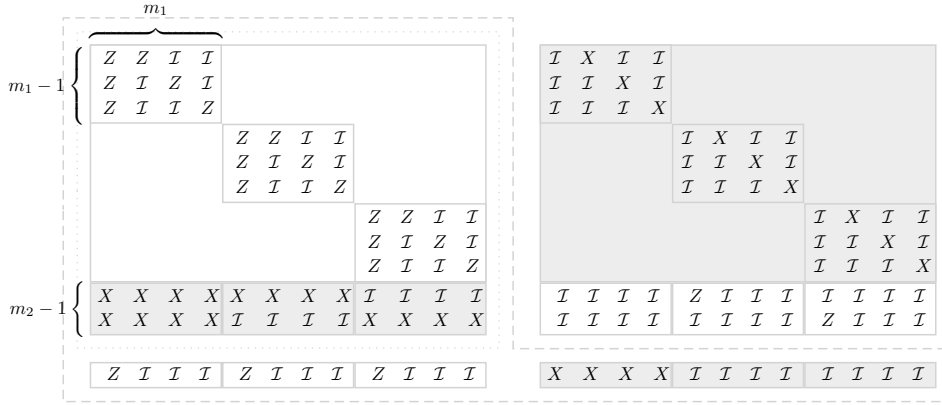 m₁
Z Z ℐ ℐ ℐ X ℐ ℐ
m₁ − 1 Z ℐ Z ℐ ℐ ℐ X ℐ
Z ℐ ℐ Z ℐ ℐ ℐ X
Z Z ℐ ℐ ℐ X ℐ ℐ
Z ℐ Z ℐ ℐ ℐ X ℐ
Z ℐ ℐ Z ℐ ℐ ℐ X
Z Z ℐ ℐ ℐ X ℐ ℐ
Z ℐ Z ℐ ℐ ℐ X ℐ
Z ℐ ℐ Z ℐ ℐ ℐ X
m₂ − 1 X X X X X X X X ℐ ℐ ℐ ℐ ℐ ℐ ℐ ℐ Z ℐ ℐ ℐ ℐ ℐ ℐ ℐ
X X X X ℐ ℐ ℐ ℐ X X X X ℐ ℐ ℐ ℐ ℐ ℐ ℐ ℐ Z ℐ ℐ ℐ
Z ℐ ℐ ℐ Z ℐ ℐ ℐ Z ℐ ℐ ℐ X X X X ℐ ℐ ℐ ℐ ℐ ℐ ℐ ℐ